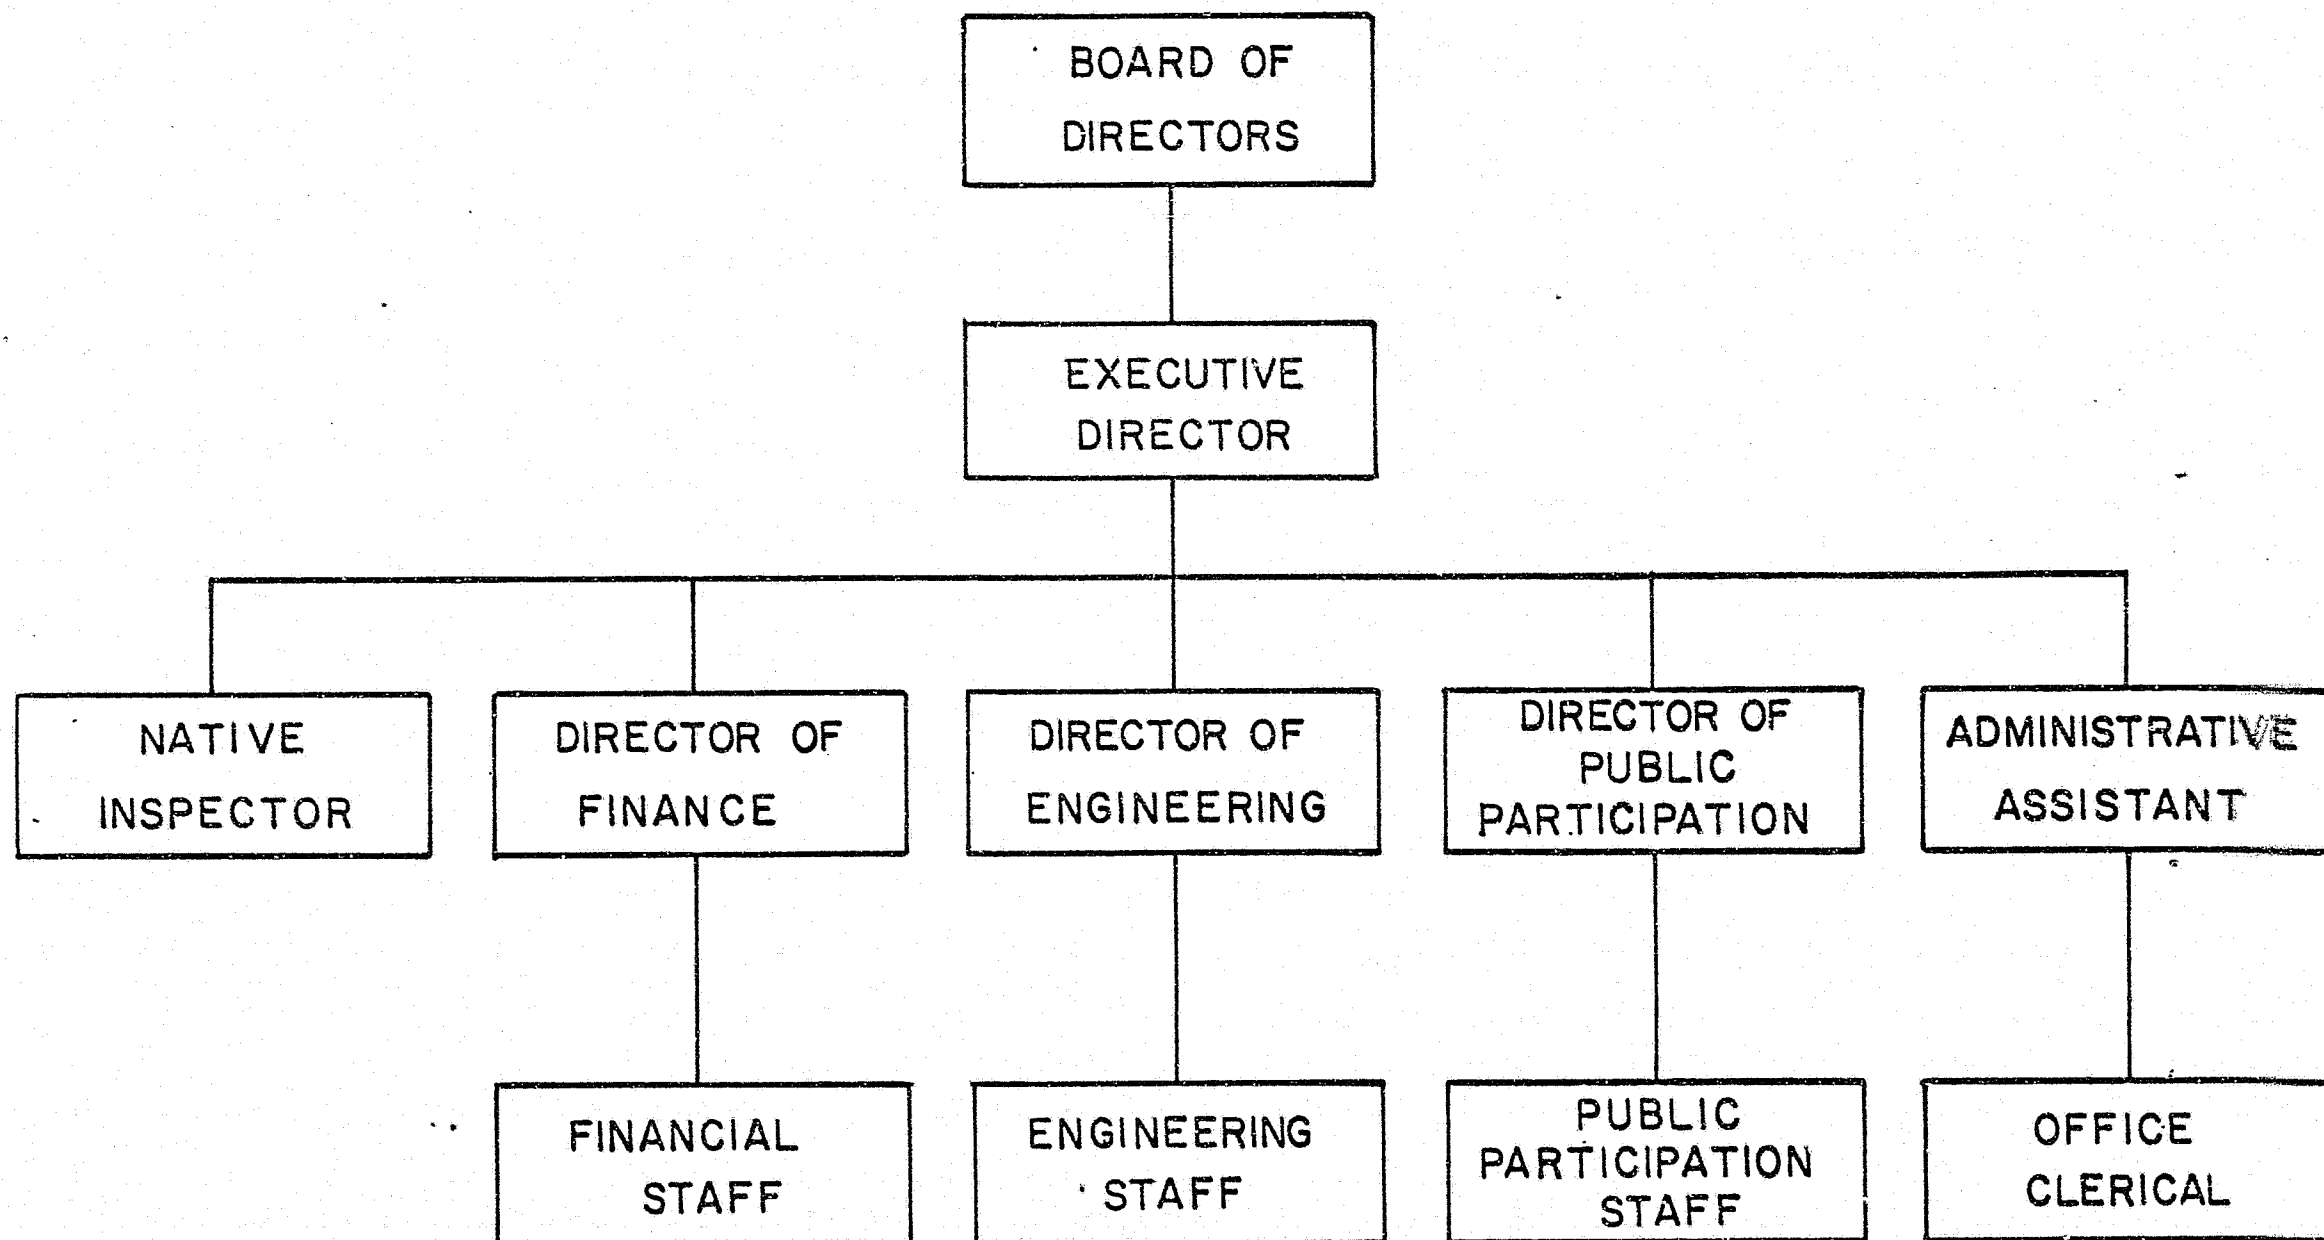 BOARD OF
DIRECTORS
EXECUTIVE
DIRECTOR
NATIVE
INSPECTOR
DIRECTOR OF
FINANCE
DIRECTOR OF
ENGINEERING
DIRECTOR OF
PUBLIC
PARTICIPATION
ADMINISTRATIVE
ASSISTANT
FINANCIAL
STAFF
ENGINEERING
STAFF
PUBLIC
PARTICIPATION
STAFF
OFFICE
CLERICAL